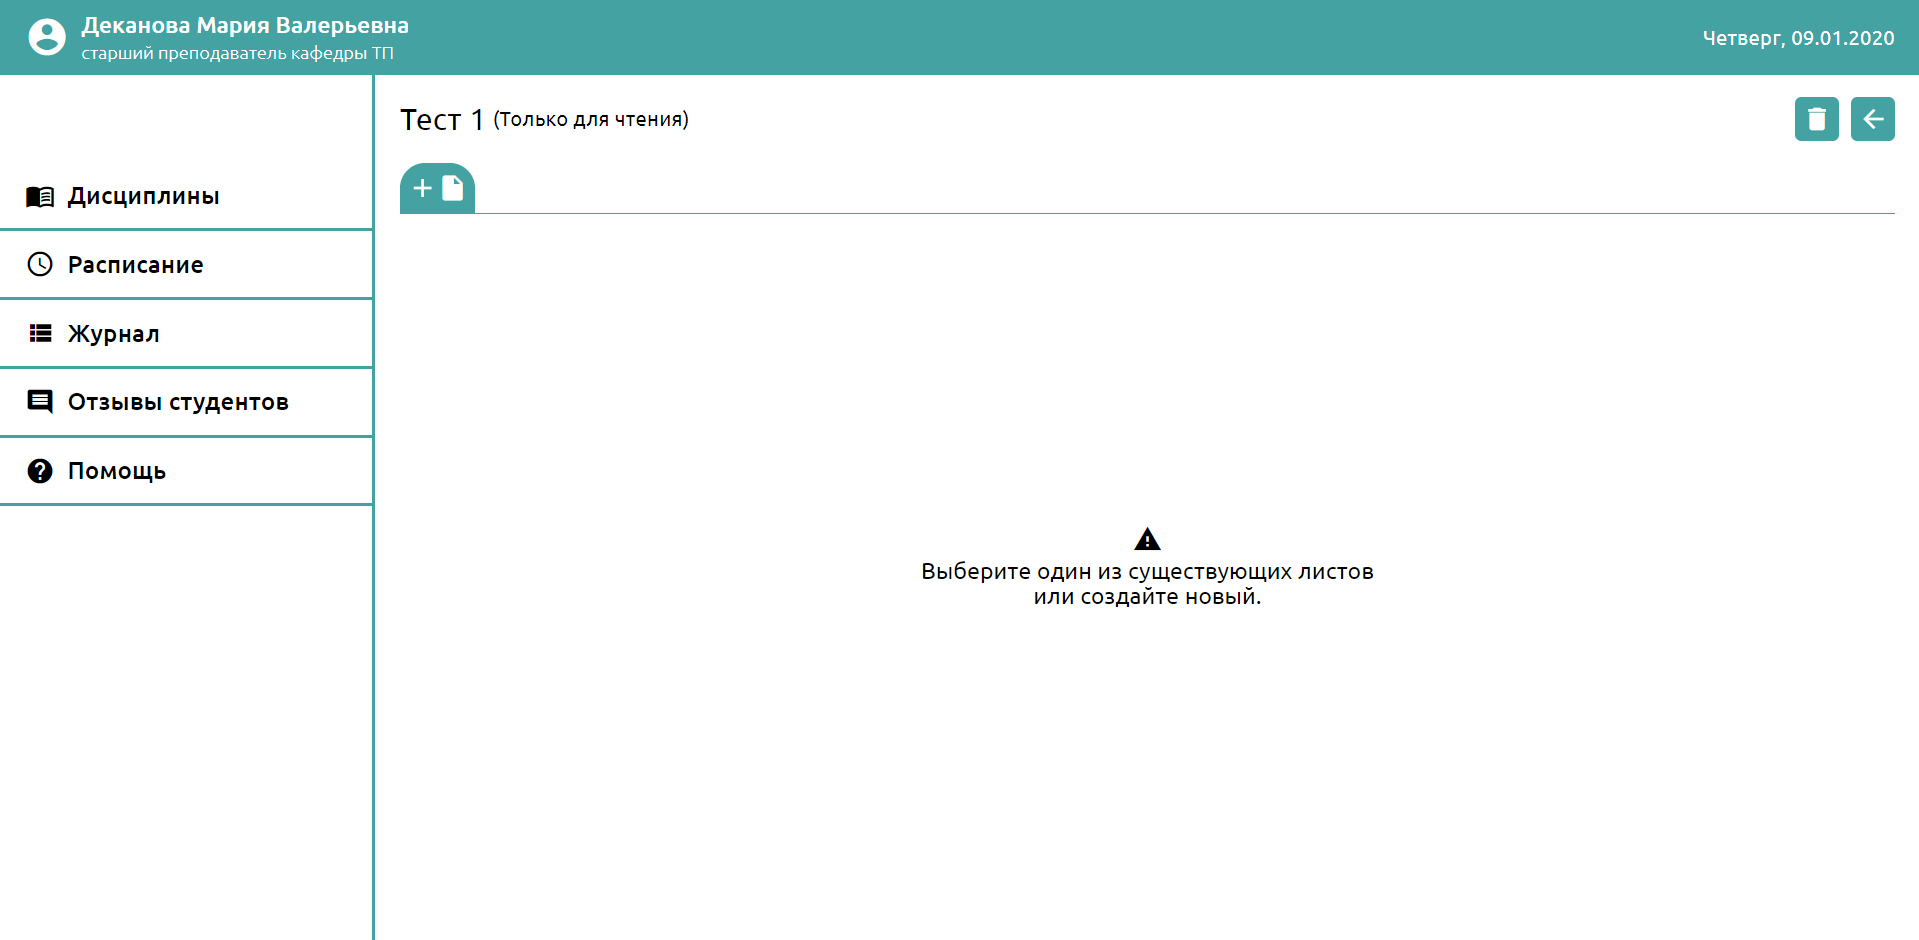 Деканова Мария Валерьевна
старший преподаватель кафедры ТП
Четверг, 09.01.2020
Дисциплины
Расписание
Журнал
Отзывы студентов
Помощь
Тест 1 (Только для чтения)
Выберите один из существующих листов
или создайте новый.